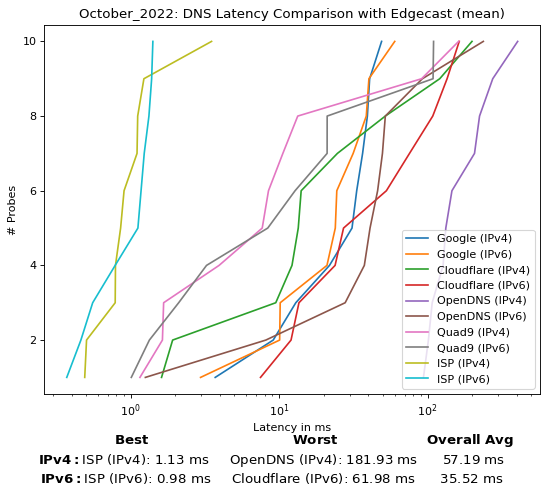 October_2022: DNS Latency Comparison with Edgecast (mean)
10
8
6
4
2
# Probes
Google (IPv4)
Google (IPv6)
Cloudflare (IPv4)
Cloudflare (IPv6)
OpenDNS (IPv4)
OpenDNS (IPv6)
Quad9 (IPv4)
Quad9 (IPv6)
ISP (IPv4)
ISP (IPv6)
10⁰ 10¹ 10²
Latency in ms
Best Worst Overall Avg
IPv4: ISP (IPv4): 1.13 ms OpenDNS (IPv4): 181.93 ms 57.19 ms
IPv6: ISP (IPv6): 0.98 ms Cloudflare (IPv6): 61.98 ms 35.52 ms